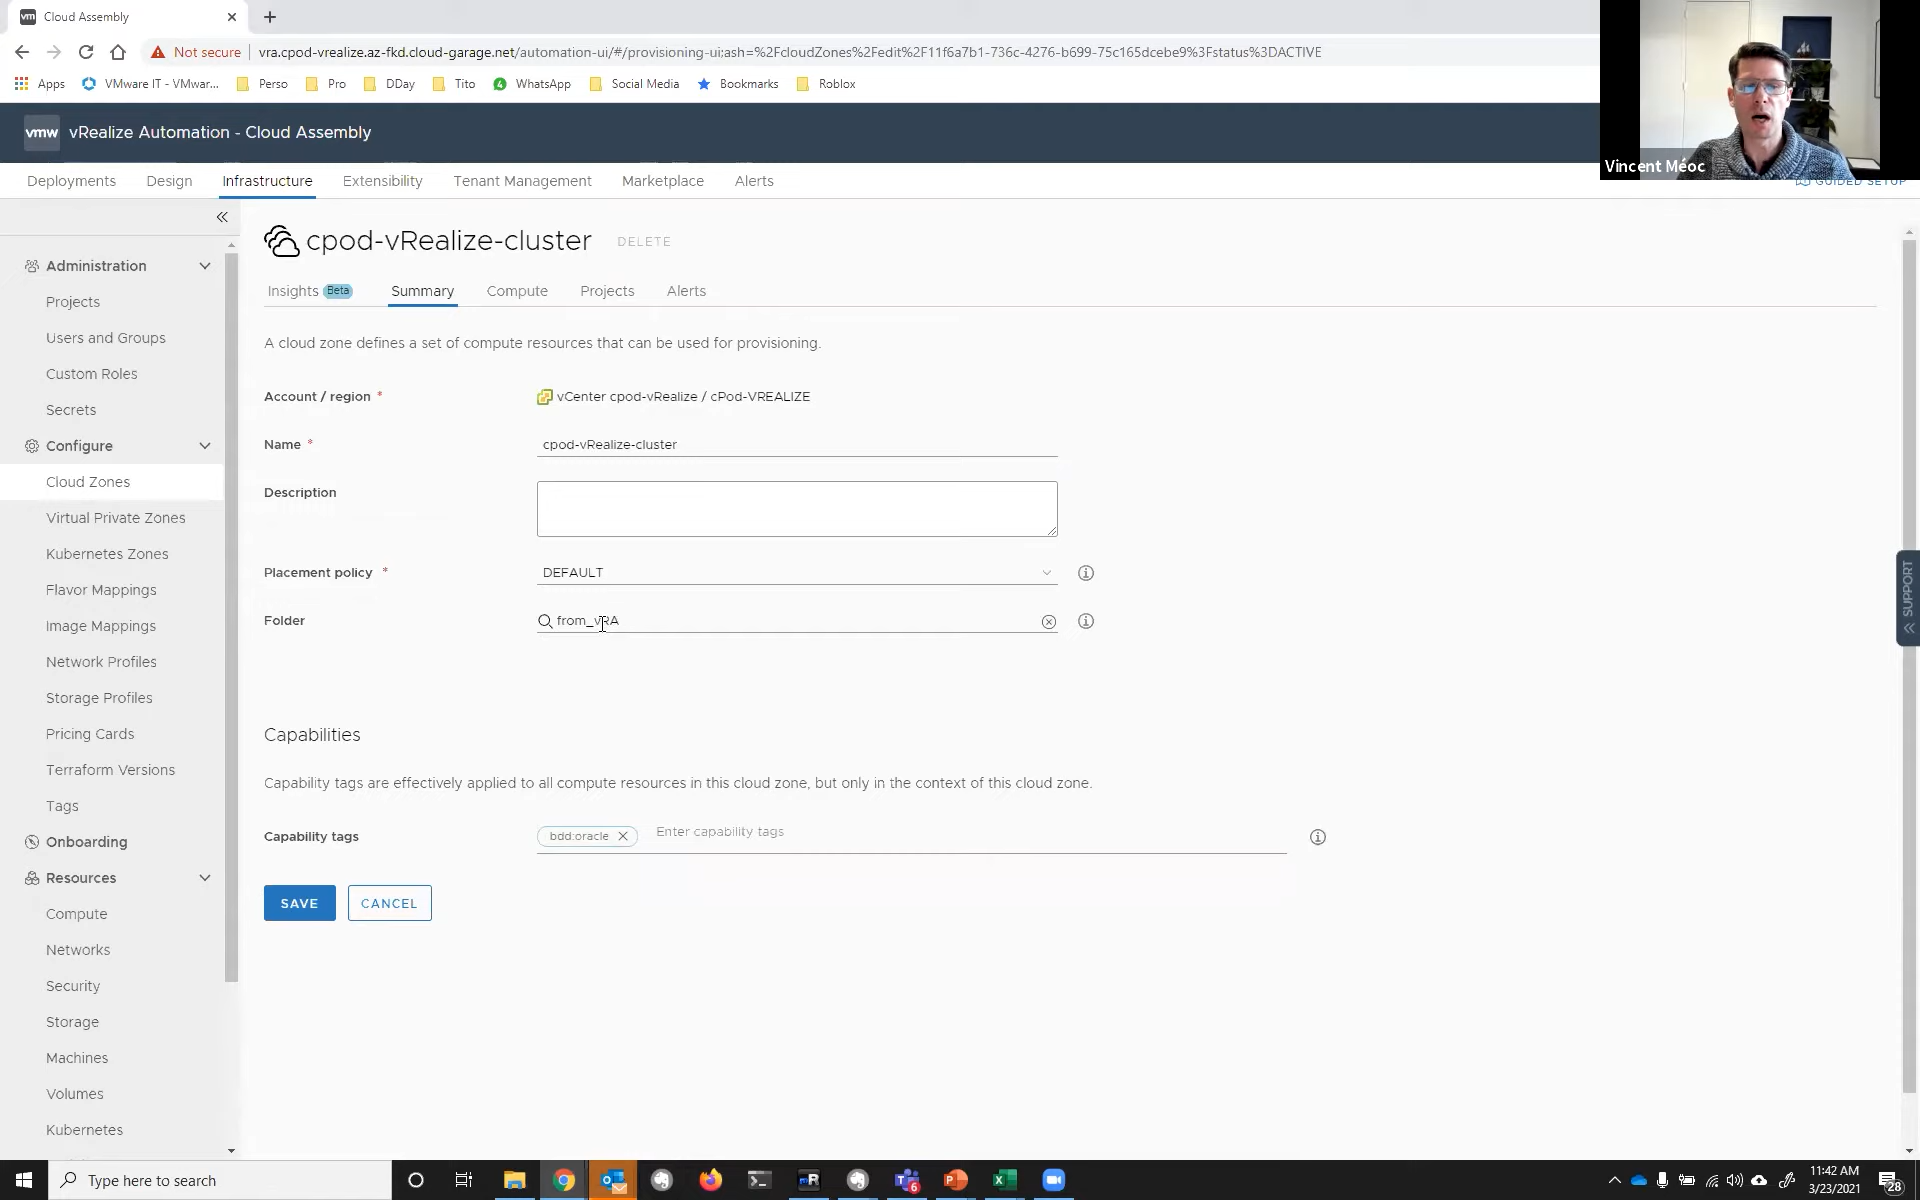 Cloud Assembly
Not secure
vra.cpod-vrealize.az-fkd.cloud-garage.net/automation-ui/#/provisioning-ui;ash=%2FcloudZones%2Fedit%2F11f6a7b1-736c-4276-b699-75c165dcebe9%3Fstatus%3DACTIVE
Apps VMware IT - VMwar... Perso Pro DDay Tito WhatsApp Social Media Bookmarks Roblox
vmw vRealize Automation - Cloud Assembly
Vincent Méoc
Deployments Design Infrastructure Extensibility Tenant Management Marketplace Alerts
GUIDED SETUP
Administration
Projects
Users and Groups
Custom Roles
Secrets
Configure
Cloud Zones
Virtual Private Zones
Kubernetes Zones
Flavor Mappings
Image Mappings
Network Profiles
Storage Profiles
Pricing Cards
Terraform Versions
Tags
Onboarding
Resources
Compute
Networks
Security
Storage
Machines
Volumes
Kubernetes
cpod-vRealize-cluster DELETE
Insights Beta Summary Compute Projects Alerts
A cloud zone defines a set of compute resources that can be used for provisioning.
Account / region * vCenter cpod-vRealize / cPod-VREALIZE
Name * cpod-vRealize-cluster
Description
Placement policy * DEFAULT
Folder from_vRA
Capabilities
Capability tags are effectively applied to all compute resources in this cloud zone, but only in the context of this cloud zone.
Capability tags bdd:oracle Enter capability tags
SAVE CANCEL
SUPPORT
Type here to search
6
11:42 AM
3/23/2021
28